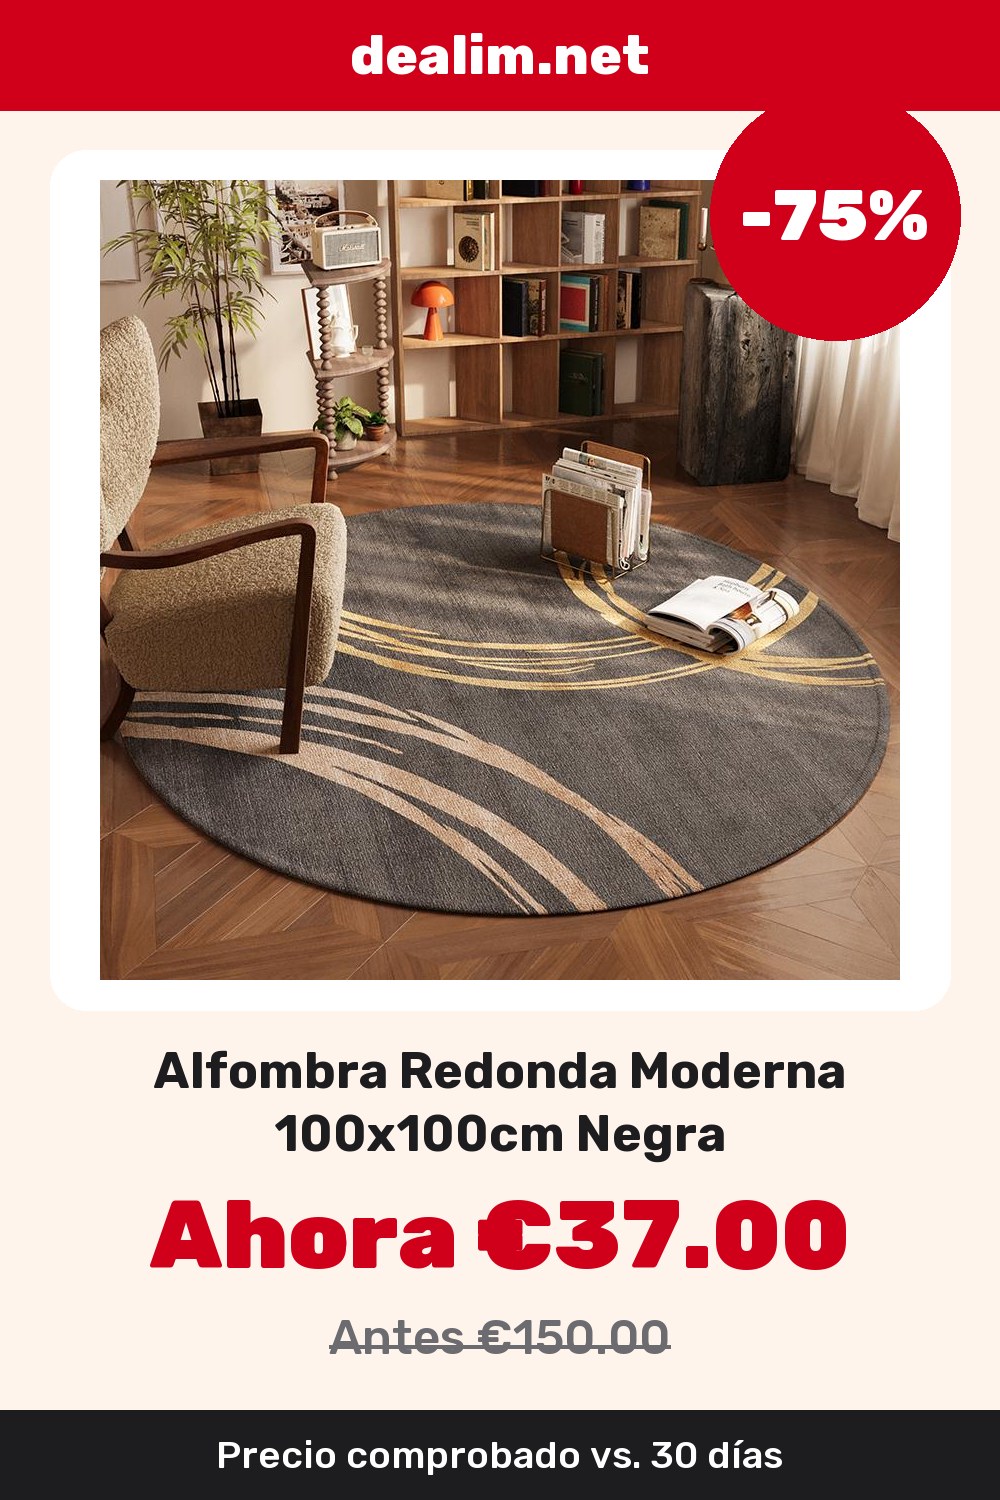 dealim.net
-75%
Alfombra Redonda Moderna
100x100cm Negra
Ahora €37.00
Antes €150.00
Precio comprobado vs. 30 días